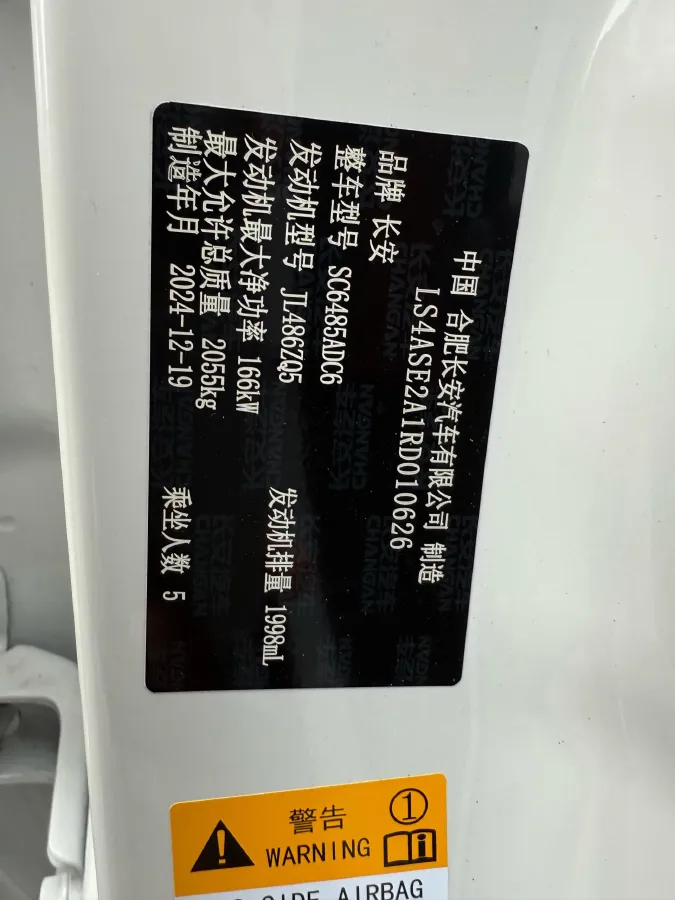 中国 合肥长安汽车有限公司 制造
LS4ASE2A1RD010626
品牌 长安
整车型号 SC6485ADC6
发动机型号 JL486ZQ5 发动机排量 1998mL
发动机最大净功率 166kW
最大允许总质量 2055kg
制造年月 2024-12-19 乘坐人数 5
警告 ①
WARNING
SIDE AIRBAG